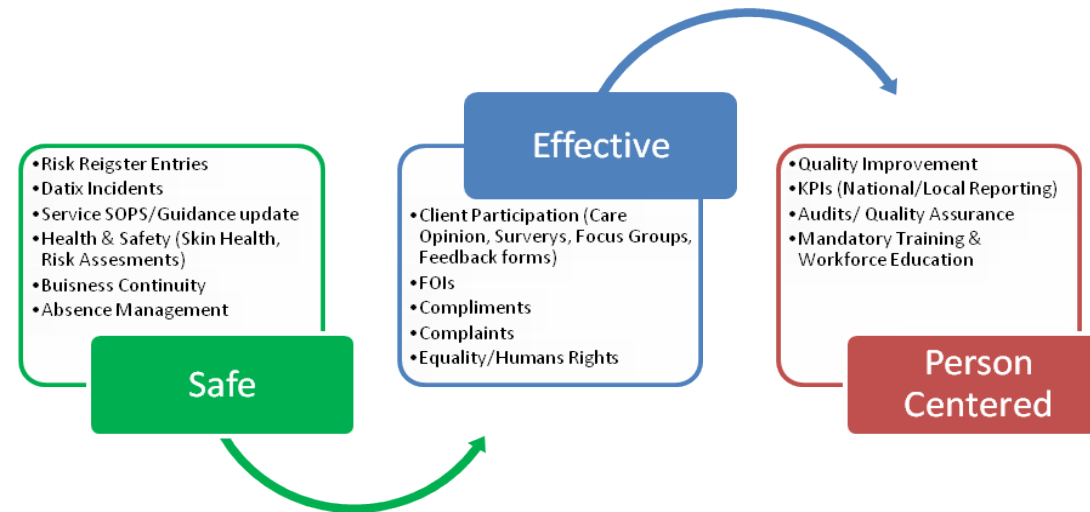 •Risk Reigster Entries
•Datix Incidents
•Service SOPS/Guidance update
•Health & Safety (Skin Health,
Risk Assesments)
•Buisness Continuity
•Absence Management
Safe
Effective
•Client Participation (Care
Opinion, Surverys, Focus Groups,
Feedback forms)
•FOIs
•Compliments
•Complaints
•Equality/Humans Rights
•Quality Improvement
•KPIs (National/Local Reporting)
•Audits/ Quality Assurance
•Mandatory Training &
Workforce Education
Person
Centered